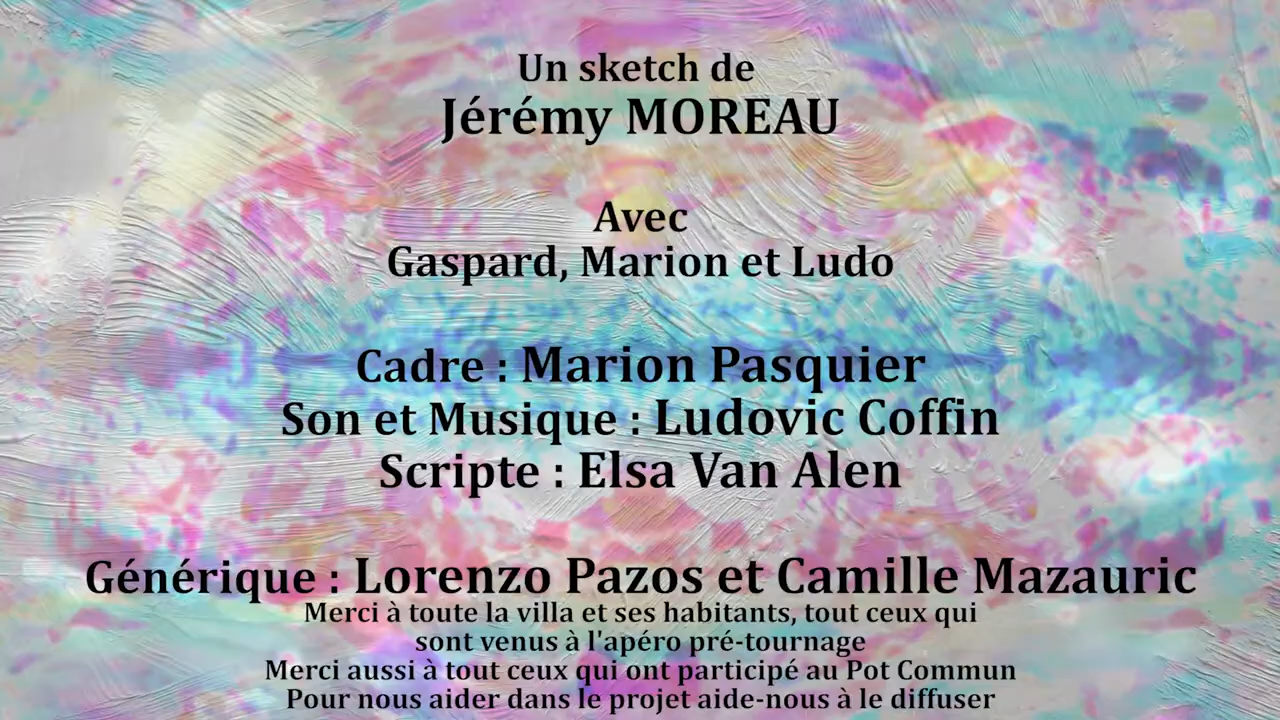 Un sketch de
Jérémy MOREAU
Avec
Gaspard, Marion et Ludo
Cadre : Marion Pasquier
Son et Musique : Ludovic Coffin
Scripte : Elsa Van Alen
Générique : Lorenzo Pazos et Camille Mazauric
Merci à toute la villa et ses habitants, tout ceux qui
sont venus à l'apéro pré-tournage
Merci aussi à tout ceux qui ont participé au Pot Commun
Pour nous aider dans le projet aide-nous à le diffuser